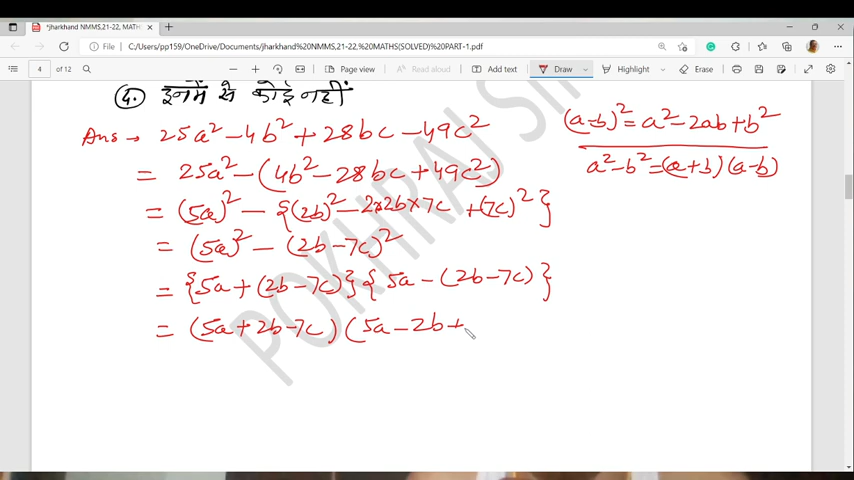 *jharkhand NMMS,21-22, MATHS
File
C:/Users/pp159/OneDrive/Documents/jharkhand%20NMMS,21-22,%20MATHS(SOLVED)%20PART-1.pdf
4 of 12
Page view
Read aloud
Add text
Draw
Highlight
Erase
4. इनमें से कोई नहीं
Ans → 25a² - 4b² + 28bc - 49c²
= 25a² - (4b² - 28bc + 49c²)
= (5a)² - {(2b)² - 2×2b×7c + (7c)²}
= (5a)² - (2b - 7c)²
= {5a + (2b - 7c)} {5a - (2b - 7c)}
= (5a + 2b - 7c) (5a - 2b +
(a-b)² = a² - 2ab + b²
a² - b² = (a+b) (a-b)
POKHRAJ